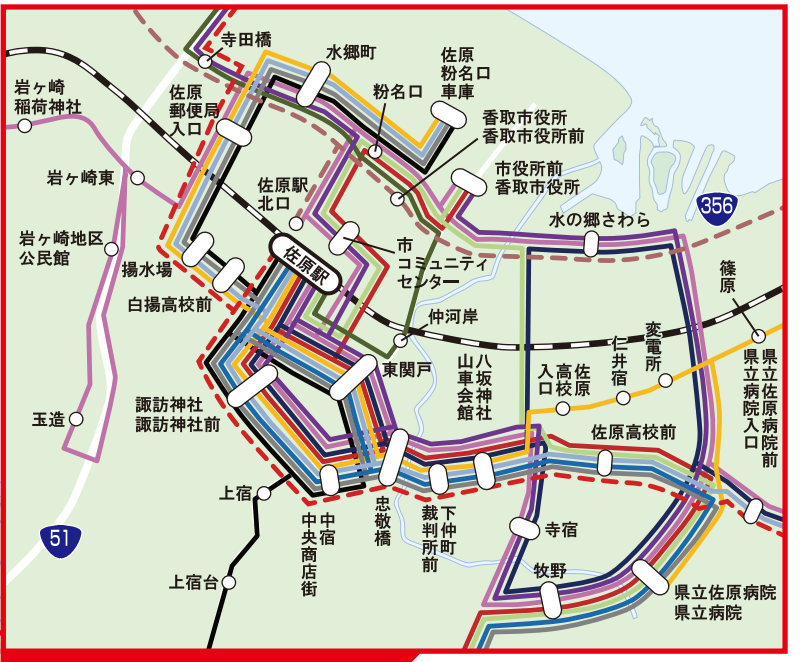 寺田橋
水郷町
佐原
粉名口
車庫
岩ヶ崎
稲荷神社
佐原
郵便局
入口
粉名口
香取市役所
香取市役所前
岩ヶ崎東
佐原駅
北口
市役所前
香取市役所
356
水の郷さわら
岩ヶ崎地区
公民館
揚水場
佐原駅
市
コミュニティ
センター
篠原
白揚高校前
仲河岸
変電所
仁井宿
東関戸
八坂神社
山車会館
佐原
高校
入口
県立佐原病院前
県立病院入口
玉造
諏訪神社
諏訪神社前
佐原高校前
上宿
51
中宿
中央商店街
忠敬橋
下仲町
裁判所前
寺宿
上宿台
牧野
県立佐原病院
県立病院